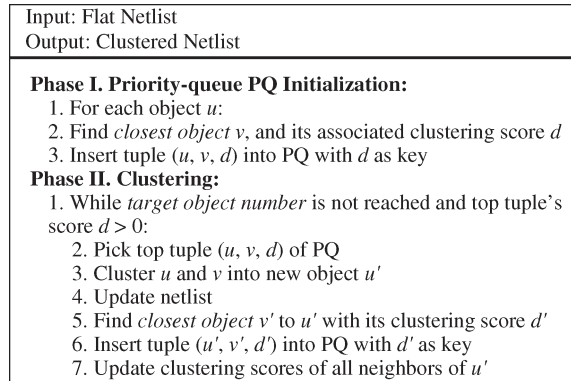 Input: Flat Netlist
Output: Clustered Netlist
Phase I. Priority-queue PQ Initialization:
1. For each object u:
2. Find closest object v, and its associated clustering score d
3. Insert tuple (u, v, d) into PQ with d as key
Phase II. Clustering:
1. While target object number is not reached and top tuple's
score d > 0:
2. Pick top tuple (u, v, d) of PQ
3. Cluster u and v into new object u'
4. Update netlist
5. Find closest object v' to u' with its clustering score d'
6. Insert tuple (u', v', d') into PQ with d' as key
7. Update clustering scores of all neighbors of u'